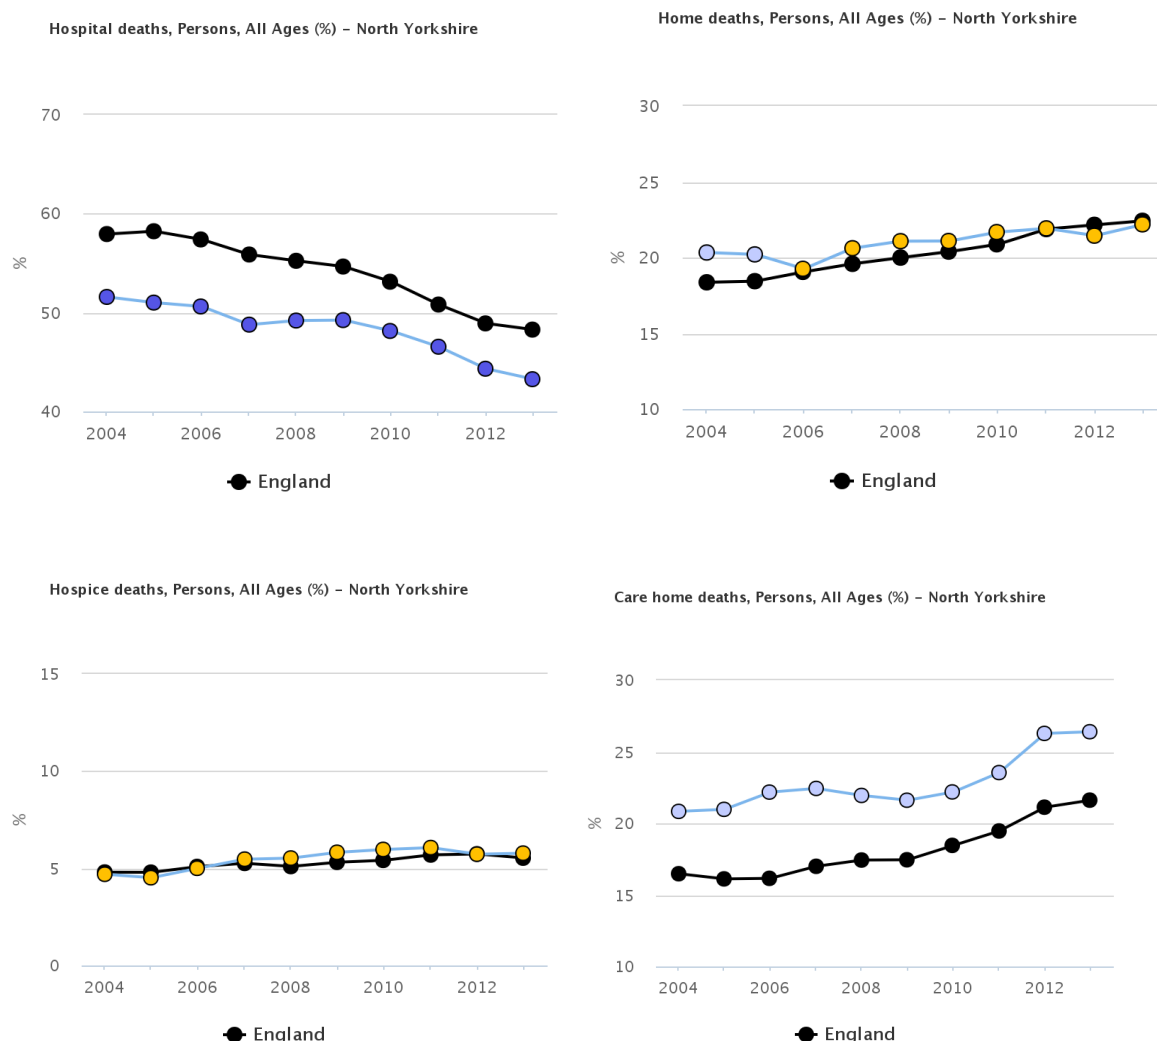 Hospital deaths, Persons, All Ages (%) – North Yorkshire
70
60
50
40
%
2004 2006 2008 2010 2012
England
Home deaths, Persons, All Ages (%) – North Yorkshire
30
25
20
15
10
%
2004 2006 2008 2010 2012
England
Hospice deaths, Persons, All Ages (%) – North Yorkshire
15
10
5
0
%
2004 2006 2008 2010 2012
England
Care home deaths, Persons, All Ages (%) – North Yorkshire
30
25
20
15
10
%
2004 2006 2008 2010 2012
England